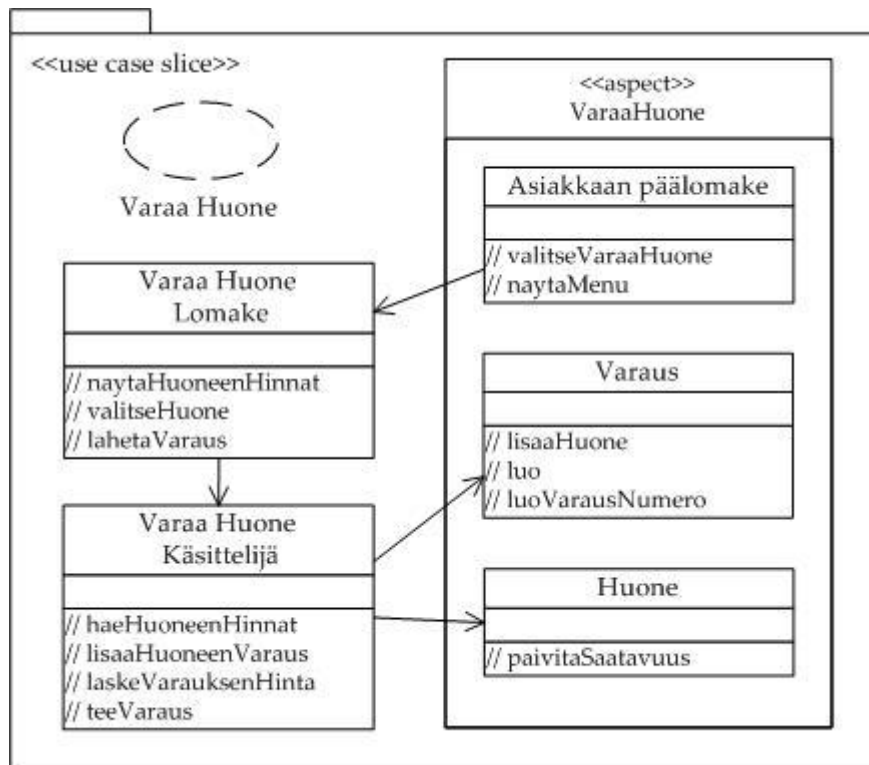 <<use case slice>>
Varaa Huone
<<aspect>>
VaraaHuone
Asiakkaan päälomake
// valitseVaraaHuone
// naytaMenu
Varaa Huone
Lomake
// naytaHuoneenHinnat
// valitseHuone
// lahetaVaraus
Varaus
// lisaaHuone
// luo
// luoVarausNumero
Varaa Huone
Käsittelijä
// haeHuoneenHinnat
// lisaaHuoneenVaraus
// laskeVarauksenHinta
// teeVaraus
Huone
// paivitaSaatavuus